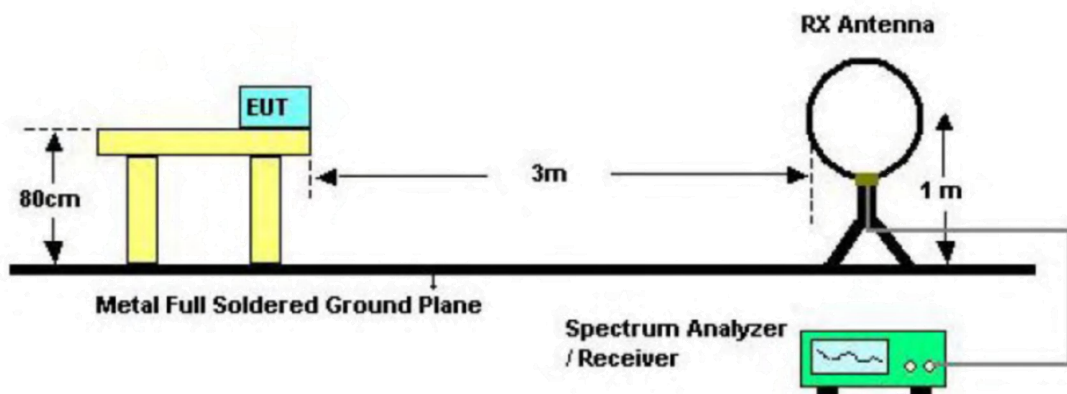 RX Antenna
EUT
3m
80cm
1 m
Metal Full Soldered Ground Plane
Spectrum Analyzer
/ Receiver